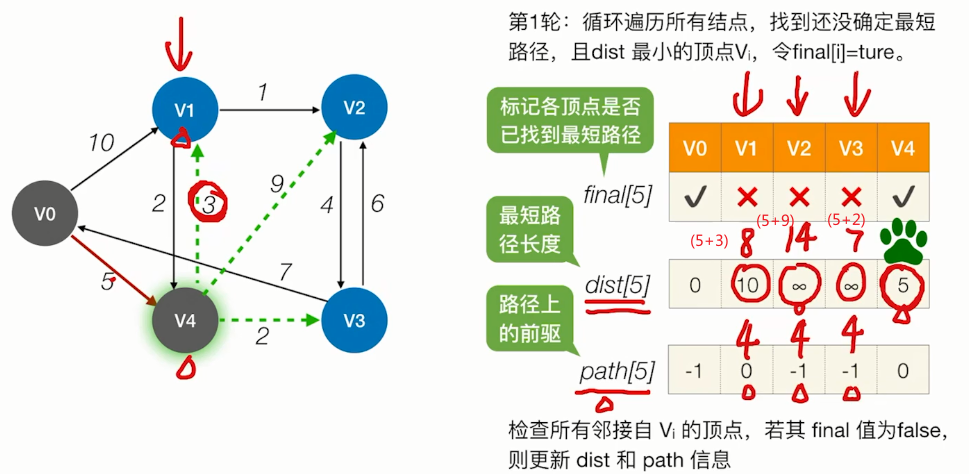 第1轮：循环遍历所有结点，找到还没确定最短
路径，且dist 最小的顶点Vᵢ，令final[i]=ture。
标记各顶点是否
已找到最短路径
V0 V1 V2 V3 V4
final[5] ✓ ✕ ✕ ✕ ✓
(5+3) (5+9) (5+2)
8 14 7
最短路
径长度
dist[5] 0 10 ∞ ∞ 5
路径上
的前驱
4 4 4
path[5] -1 0 -1 -1 0
检查所有邻接自 Vᵢ 的顶点，若其 final 值为false，
则更新 dist 和 path 信息
V1
1
V2
10
2
3
9
4
6
V0
5
7
V4
2
V3